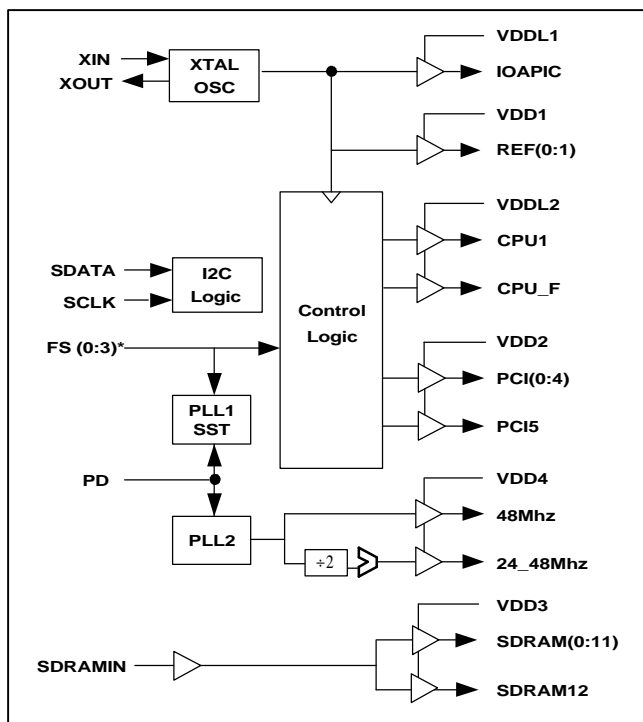 XIN
XOUT
XTAL
OSC
VDDL1
IOAPIC
VDD1
REF(0:1)
VDDL2
CPU1
CPU_F
SDATA
SCLK
I2C
Logic
Control
Logic
FS (0:3)*
VDD2
PCI(0:4)
PCI5
PLL1
SST
PD
PLL2
÷2
VDD4
48Mhz
24_48Mhz
VDD3
SDRAM(0:11)
SDRAMIN
SDRAM12